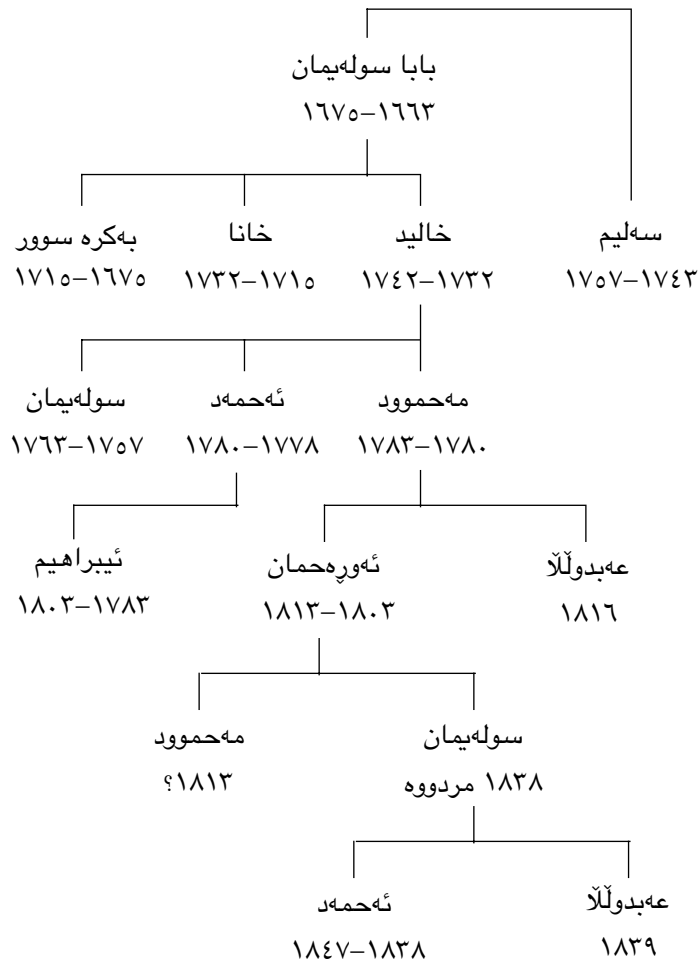 بابا سولەیمان
١٦٦٣–١٦٧٥
سەلیم
١٧٤٣–١٧٥٧
خالید
١٧٣٢–١٧٤٢
خانا
١٧١٥–١٧٣٢
بەکرە سوور
١٦٧٥–١٧١٥
مەحموود
١٧٨٠–١٧٨٣
ئەحمەد
١٧٧٨–١٧٨٠
سولەیمان
١٧٥٧–١٧٦٣
عەبدوڵڵا
١٨١٦
ئەوڕەحمان
١٨٠٣–١٨١٣
ئیبراهیم
١٧٨٣–١٨٠٣
سولەیمان
١٨٣٨ مردووە
مەحموود
١٨١٣؟
عەبدوڵڵا
١٨٣٩
ئەحمەد
١٨٣٨–١٨٤٧